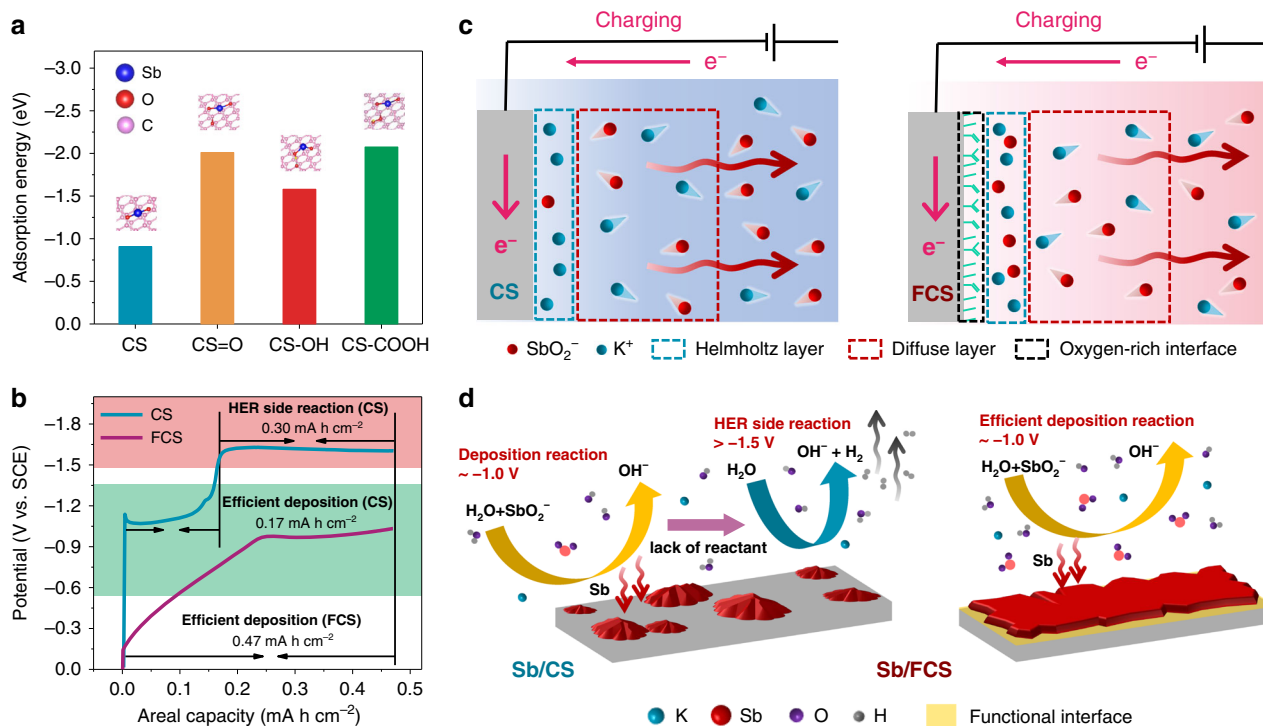 a
Adsorption energy (eV)
–3.0
–2.5
–2.0
–1.5
–1.0
–0.5
0.0
Sb
O
C
CS
CS=O
CS-OH
CS-COOH
b
Potential (V vs. SCE)
–1.8
–1.5
–1.2
–0.9
–0.6
–0.3
–0.0
CS
FCS
HER side reaction (CS)
0.30 mA h cm⁻²
Efficient deposition (CS)
0.17 mA h cm⁻²
Efficient deposition (FCS)
0.47 mA h cm⁻²
0.0
0.1
0.2
0.3
0.4
0.5
Areal capacity (mA h cm⁻²)
c
Charging
e⁻
e⁻
CS
Charging
e⁻
e⁻
FCS
SbO₂⁻
K⁺
Helmholtz layer
Diffuse layer
Oxygen-rich interface
d
Deposition reaction
~ –1.0 V
H₂O+SbO₂⁻
OH⁻
Sb
lack of reactant
HER side reaction
> –1.5 V
H₂O
OH⁻ + H₂
Sb/CS
Efficient deposition reaction
~ –1.0 V
H₂O+SbO₂⁻
OH⁻
Sb
Sb/FCS
K
Sb
O
H
Functional interface